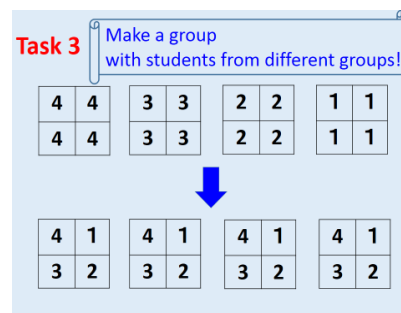 Task 3
Make a group
with students from different groups!
4 4 3 3 2 2 1 1
4 4 3 3 2 2 1 1
4 1 4 1 4 1 4 1
3 2 3 2 3 2 3 2